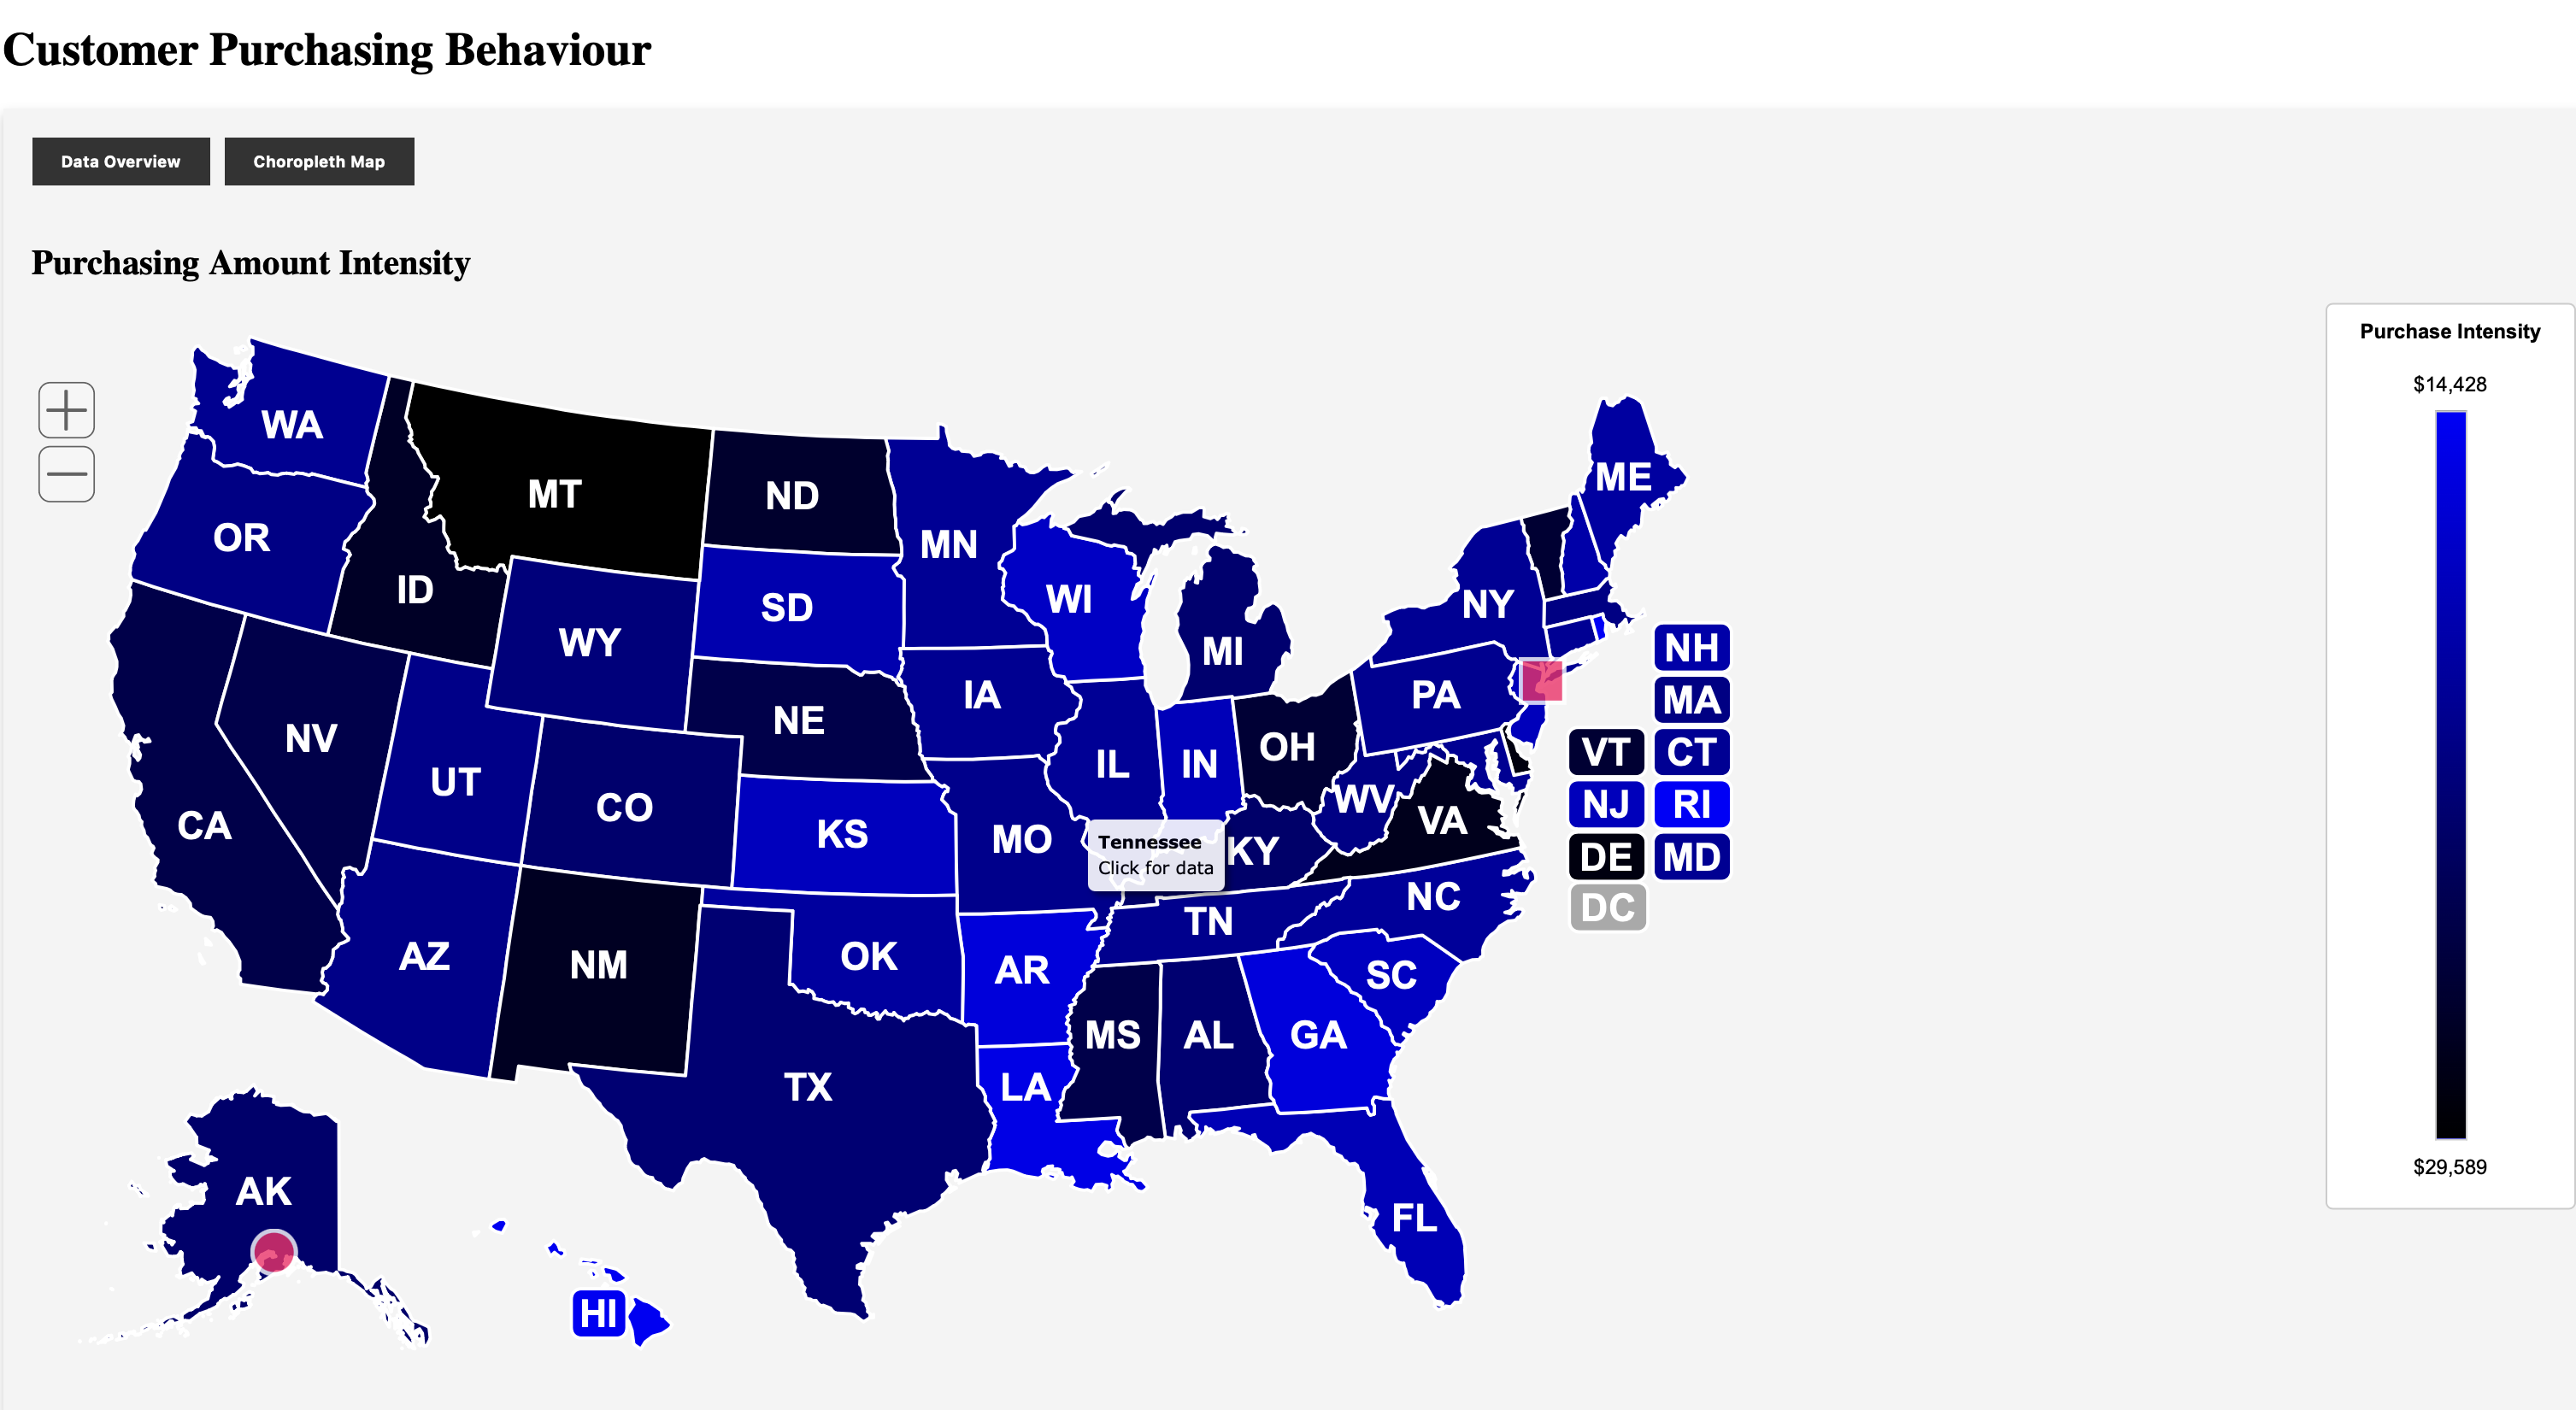 Customer Purchasing Behaviour
Data Overview
Choropleth Map
Purchasing Amount Intensity
Purchase Intensity
$14,428
$29,589
WA
MT
ND
ME
OR
MN
ID
WI
SD
NY
WY
MI
NH
IA
PA
MA
NE
NV
OH
VT
CT
IL
IN
UT
CO
WV
NJ
RI
CA
KS
MO
VA
Tennessee
Click for data
KY
DE
MD
NC
DC
TN
AZ
NM
OK
AR
SC
MS
AL
GA
TX
LA
AK
FL
HI